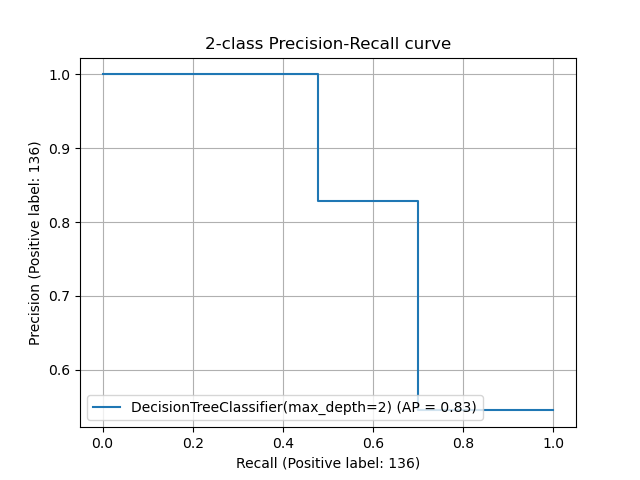 2-class Precision-Recall curve
Precision (Positive label: 136)
1.0
0.9
0.8
0.7
0.6
DecisionTreeClassifier(max_depth=2) (AP = 0.83)
0.0 0.2 0.4 0.6 0.8 1.0
Recall (Positive label: 136)